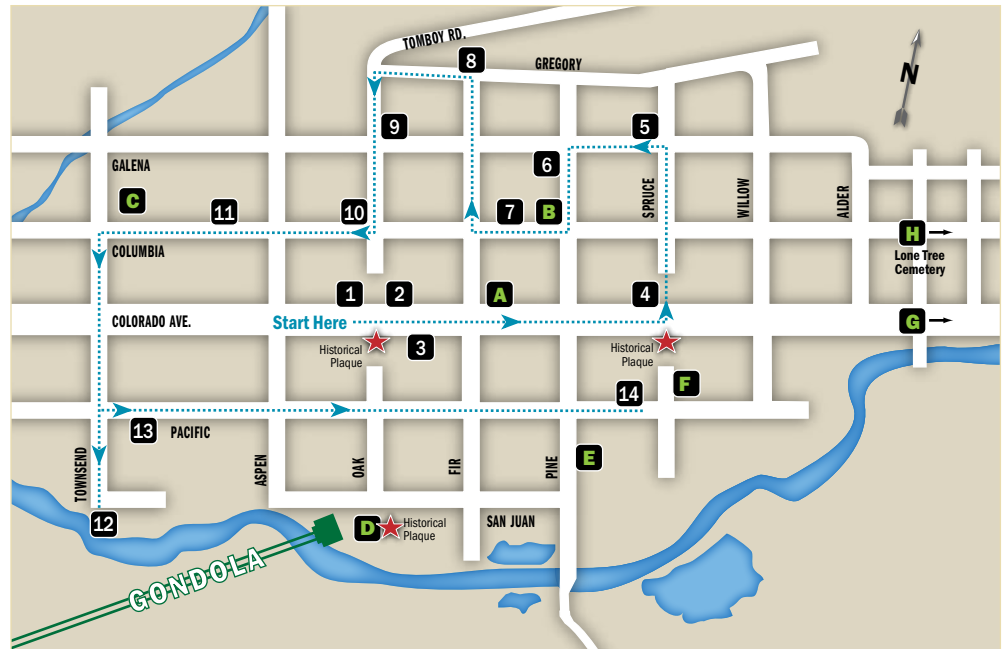 TOMBOY RD.
8
GREGORY
N
9
5
GALENA
6
C
11
10
7
B
SPRUCE
WILLOW
ALDER
COLUMBIA
H
Lone Tree
Cemetery
1
2
A
4
COLORADO AVE.
Start Here
G
Historical
Plaque
3
Historical
Plaque
F
14
13
PACIFIC
TOWNSEND
ASPEN
OAK
FIR
PINE
E
12
D
Historical
Plaque
SAN JUAN
GONDOLA